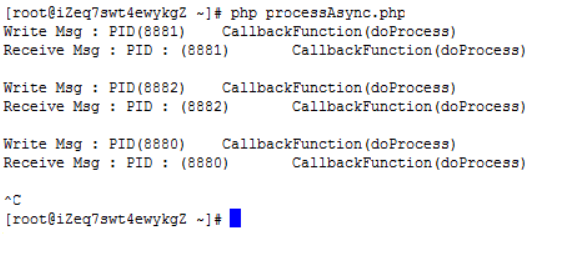 [root@iZeq7swt4ewykgZ ~]# php processAsync.php
Write Msg : PID(8881)    CallbackFunction(doProcess)
Receive Msg : PID : (8881)       CallbackFunction(doProcess)
Write Msg : PID(8882)    CallbackFunction(doProcess)
Receive Msg : PID : (8882)       CallbackFunction(doProcess)
Write Msg : PID(8880)    CallbackFunction(doProcess)
Receive Msg : PID : (8880)       CallbackFunction(doProcess)
^C
[root@iZeq7swt4ewykgZ ~]#